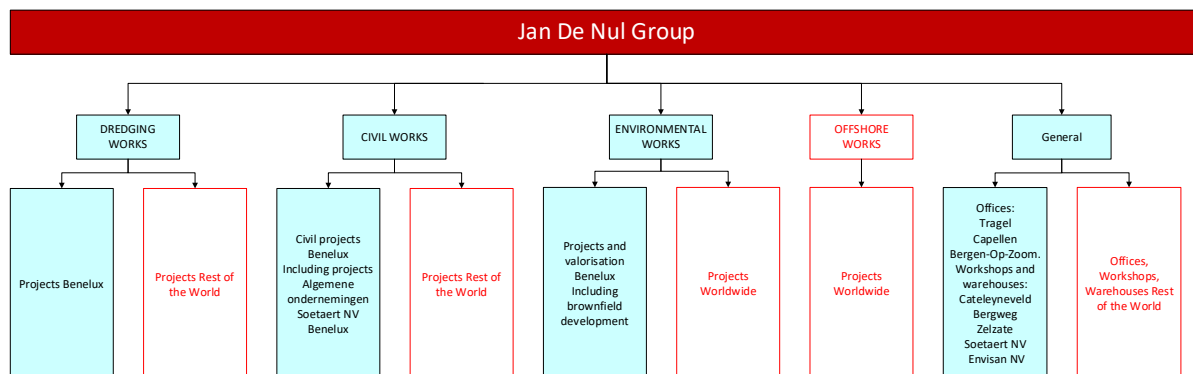 Jan De Nul Group
DREDGING
WORKS
CIVIL WORKS
ENVIRONMENTAL
WORKS
OFFSHORE
WORKS
General
Projects Benelux
Projects Rest of
the World
Civil projects
Benelux
Including projects
Algemene
ondernemingen
Soetaert NV
Benelux
Projects Rest of
the World
Projects and
valorisation
Benelux
Including
brownfield
development
Projects
Worldwide
Projects
Worldwide
Offices:
Tragel
Capellen
Bergen-Op-Zoom.
Workshops and
warehouses:
Cateleyneveld
Bergweg
Zelzate
Soetaert NV
Envisan NV
Offices,
Workshops,
Warehouses Rest
of the World